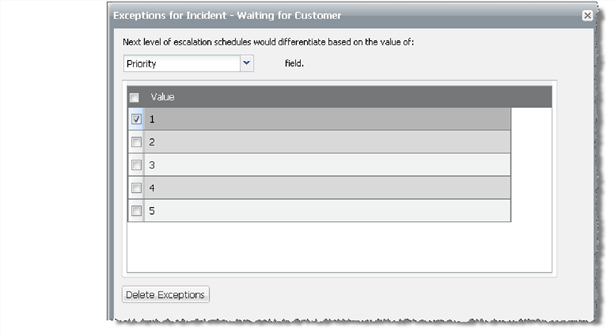 Exceptions for Incident - Waiting for Customer
Next level of escalation schedules would differentiate based on the value of:
Priority field.
Value
1
2
3
4
5
Delete Exceptions